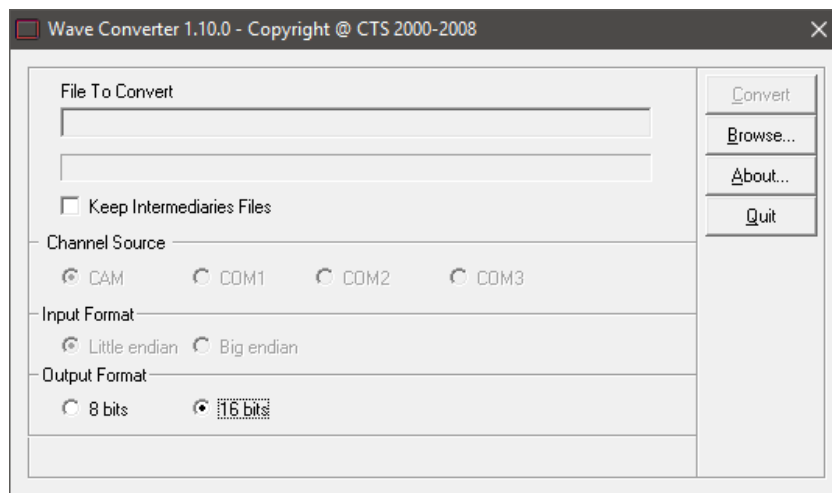 Wave Converter 1.10.0 - Copyright @ CTS 2000-2008
File To Convert
Convert
Browse...
About...
Quit
Keep Intermediaries Files
Channel Source
CAM COM1 COM2 COM3
Input Format
Little endian Big endian
Output Format
8 bits 16 bits